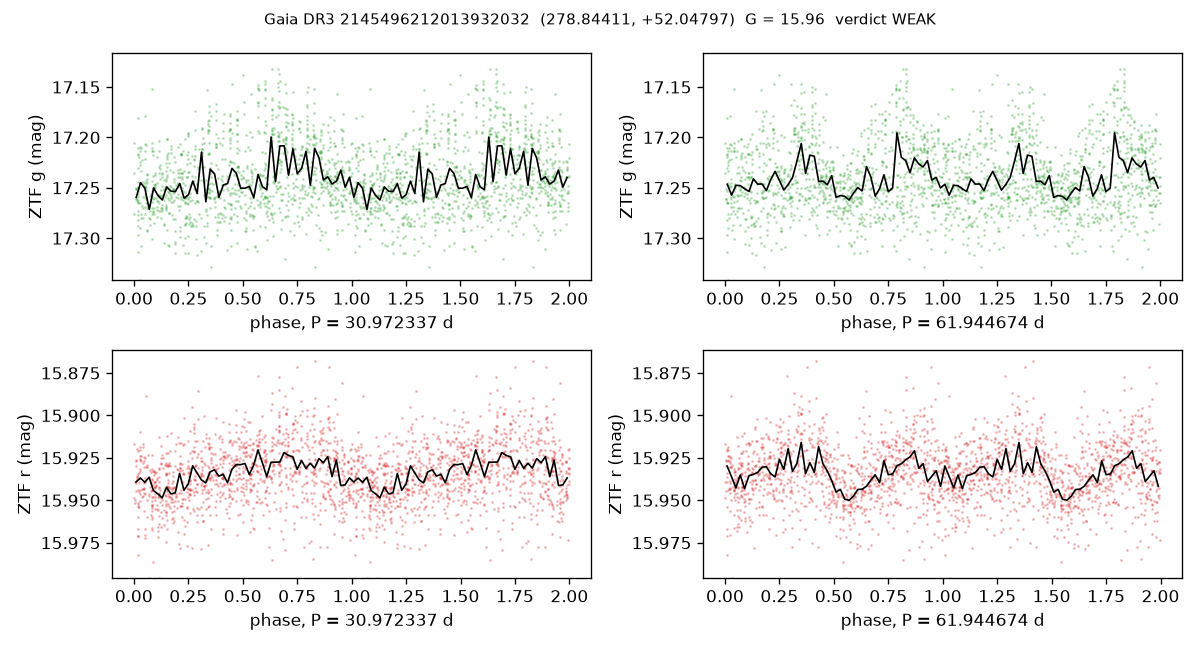 Gaia DR3 2145496212013932032 (278.84411, +52.04797) G = 15.96 verdict WEAK
ZTF g (mag)
17.15
17.20
17.25
17.30
0.00 0.25 0.50 0.75 1.00 1.25 1.50 1.75 2.00
phase, P = 30.972337 d
ZTF g (mag)
17.15
17.20
17.25
17.30
0.00 0.25 0.50 0.75 1.00 1.25 1.50 1.75 2.00
phase, P = 61.944674 d
ZTF r (mag)
15.875
15.900
15.925
15.950
15.975
0.00 0.25 0.50 0.75 1.00 1.25 1.50 1.75 2.00
phase, P = 30.972337 d
ZTF r (mag)
15.875
15.900
15.925
15.950
15.975
0.00 0.25 0.50 0.75 1.00 1.25 1.50 1.75 2.00
phase, P = 61.944674 d